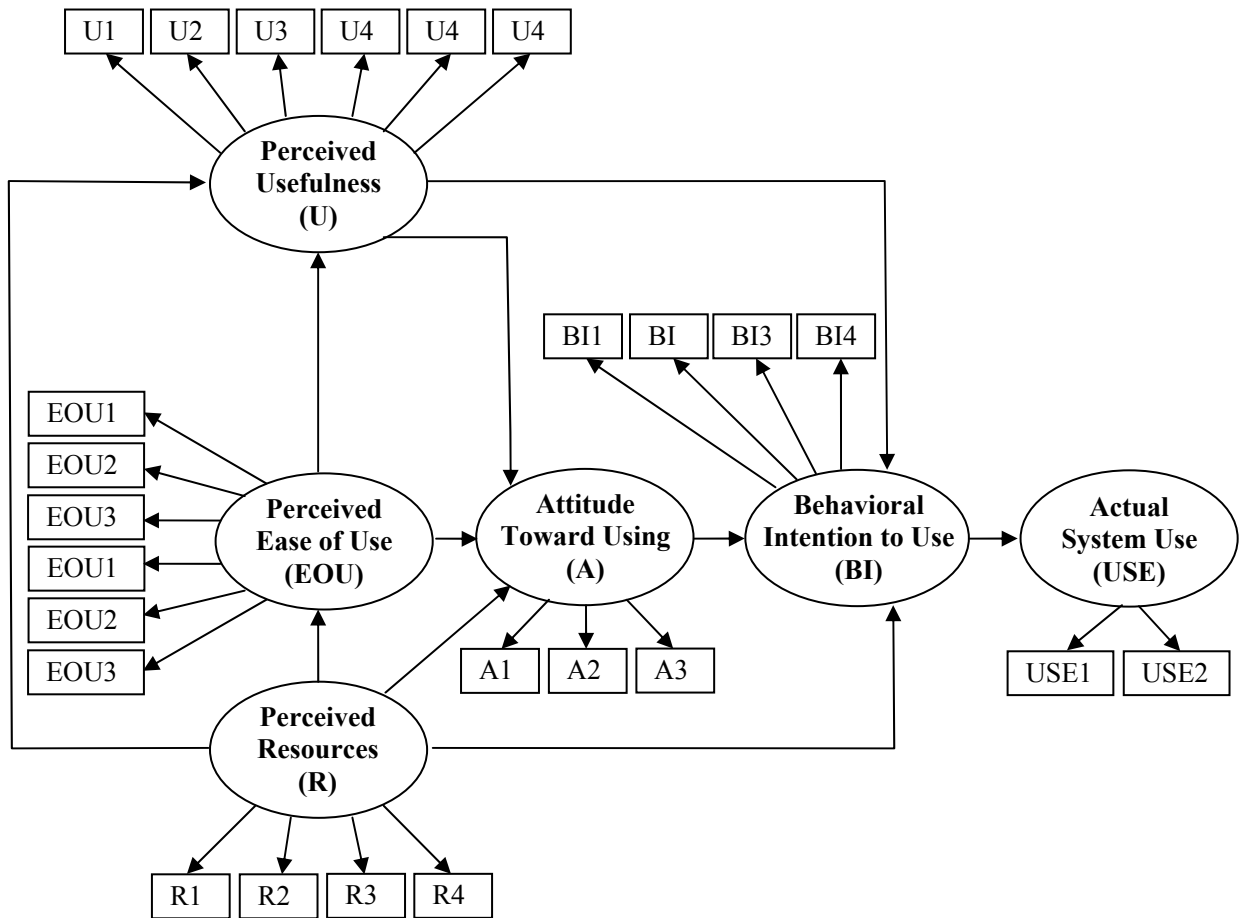 U1 U2 U3 U4 U4 U4
Perceived
Usefulness
(U)
BI1 BI BI3 BI4
EOU1
EOU2
EOU3
EOU1
EOU2
EOU3
Perceived
Ease of Use
(EOU)
Attitude
Toward Using
(A)
Behavioral
Intention to Use
(BI)
Actual
System Use
(USE)
A1 A2 A3
USE1 USE2
Perceived
Resources
(R)
R1 R2 R3 R4